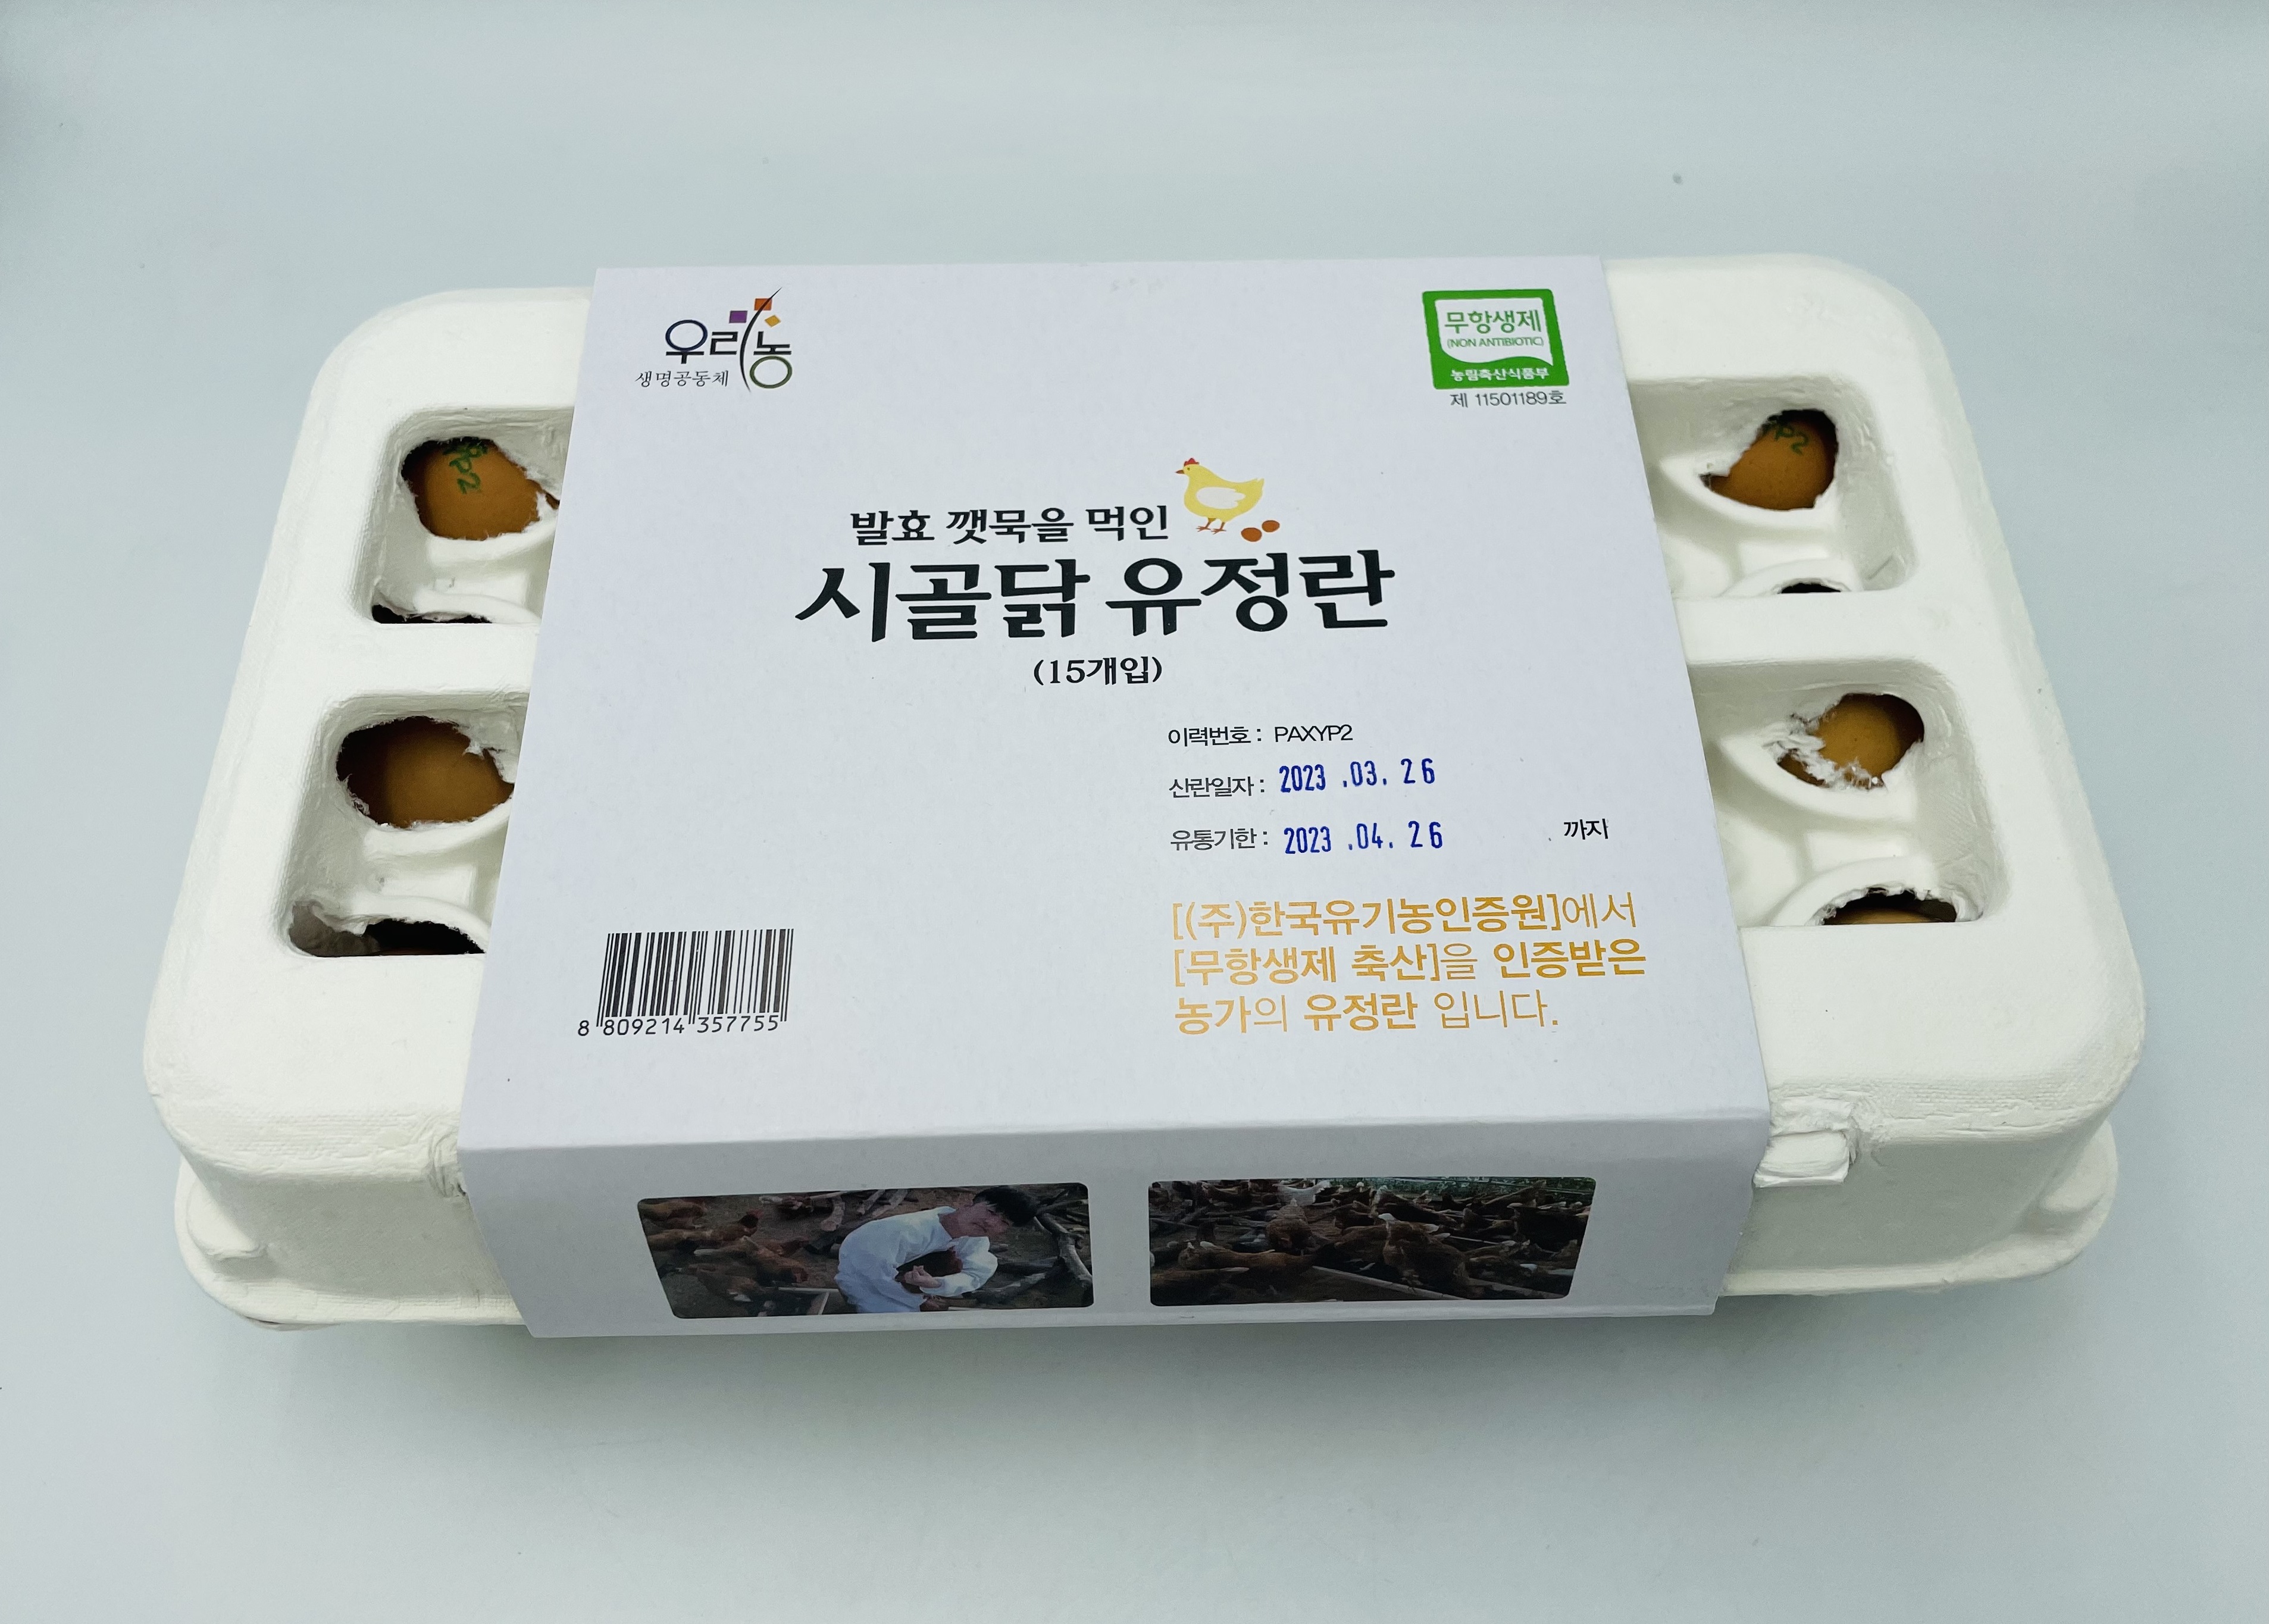 우리농
생명공동체
무항생제
(NON ANTIBIOTIC)
농림축산식품부
제 11501189호
발효 깻묵을 먹인
시골닭 유정란
(15개입)
이력번호 : PAXYP2
산란일자 : 2023 .03. 26
유통기한 : 2023 .04. 26 까지
[(주)한국유기농인증원]에서
[무항생제 축산]을 인증받은
농가의 유정란 입니다.
8 809214 357755